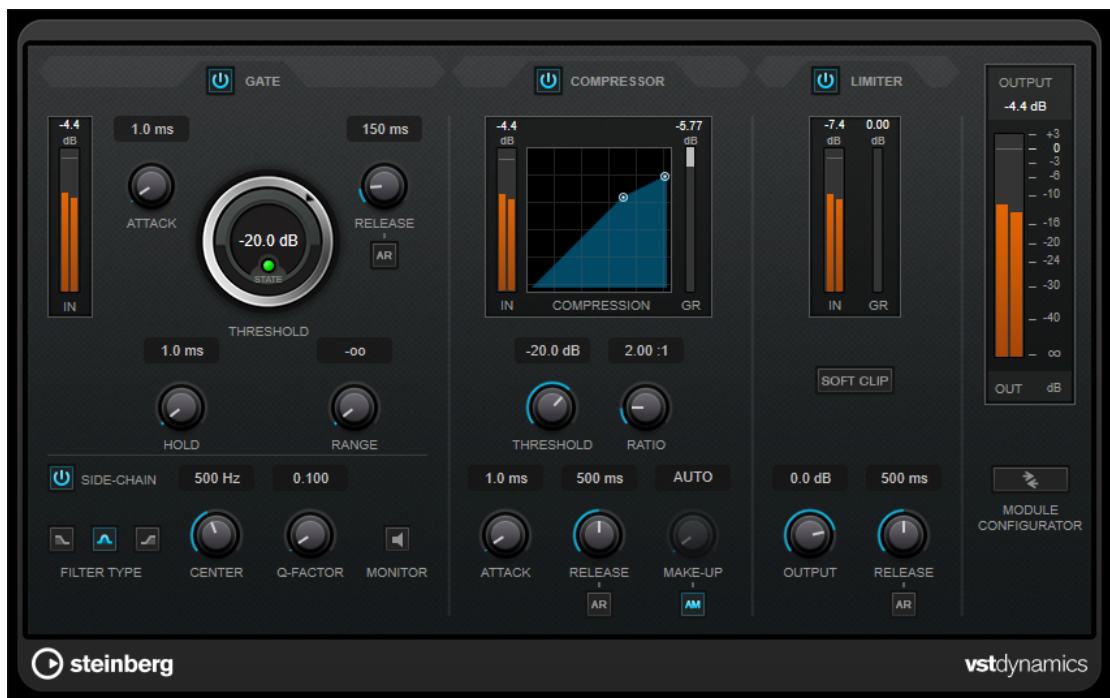 GATE
-4.4
dB
IN
1.0 ms
ATTACK
-20.0 dB
STATE
THRESHOLD
150 ms
RELEASE
AR
1.0 ms
HOLD
-oo
RANGE
SIDE-CHAIN
500 Hz
0.100
FILTER TYPE
CENTER
Q-FACTOR
MONITOR
COMPRESSOR
-4.4
dB
-5.77
dB
IN
COMPRESSION
GR
-20.0 dB
2.00 :1
THRESHOLD
RATIO
1.0 ms
500 ms
AUTO
ATTACK
RELEASE
MAKE-UP
AR
AM
LIMITER
-7.4
dB
0.00
dB
IN
GR
SOFT CLIP
0.0 dB
500 ms
OUTPUT
RELEASE
AR
OUTPUT
-4.4 dB
+3
0
-3
-6
-10
-16
-20
-24
-30
-40
oo
OUT dB
MODULE
CONFIGURATOR
steinberg
vstdynamics